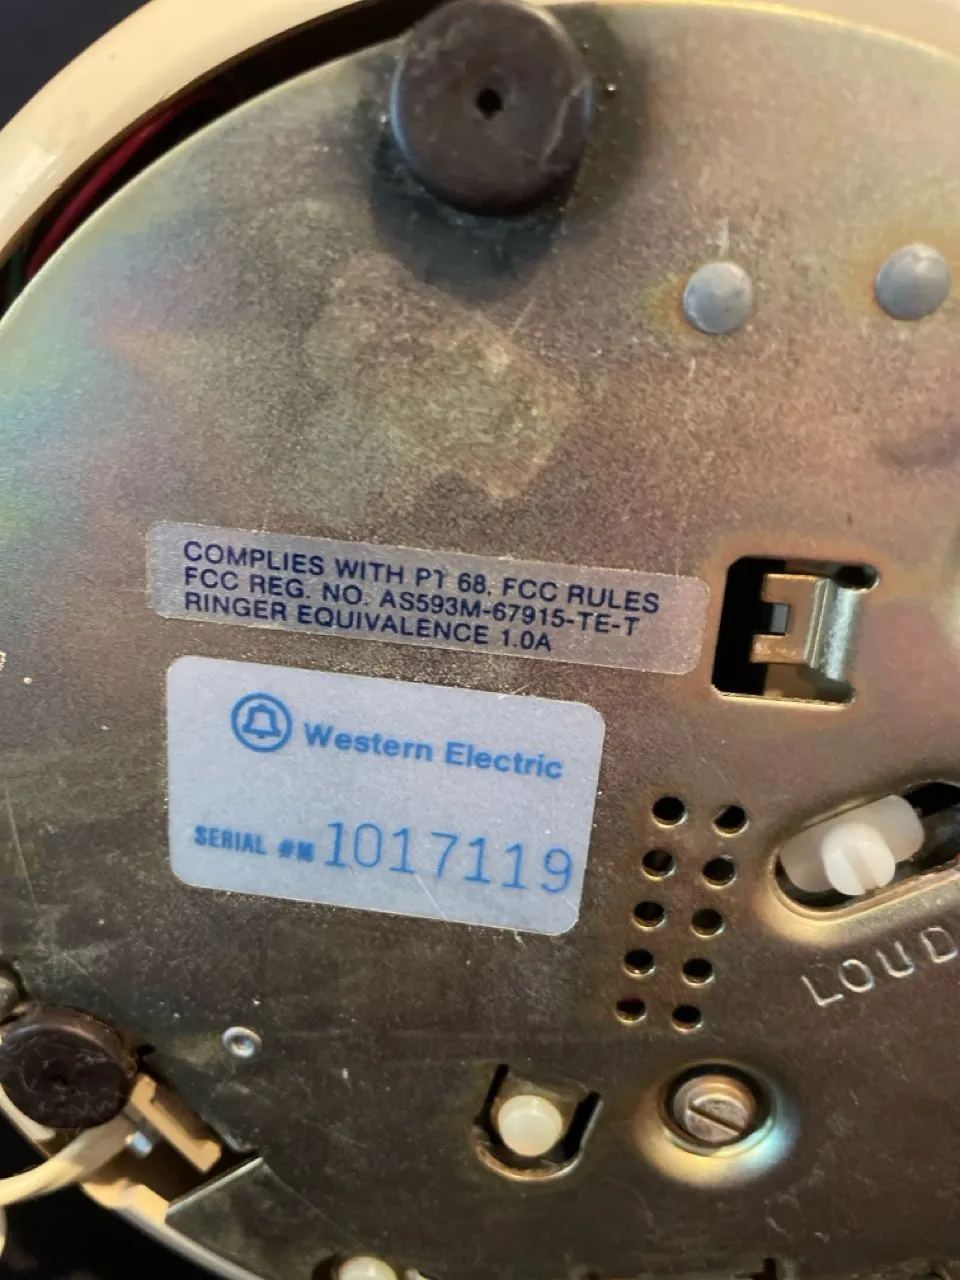 COMPLIES WITH PT 68, FCC RULES
FCC REG. NO. AS593M-67915-TE-T
RINGER EQUIVALENCE 1.0A
Western Electric
SERIAL #M 1017119
LOUD